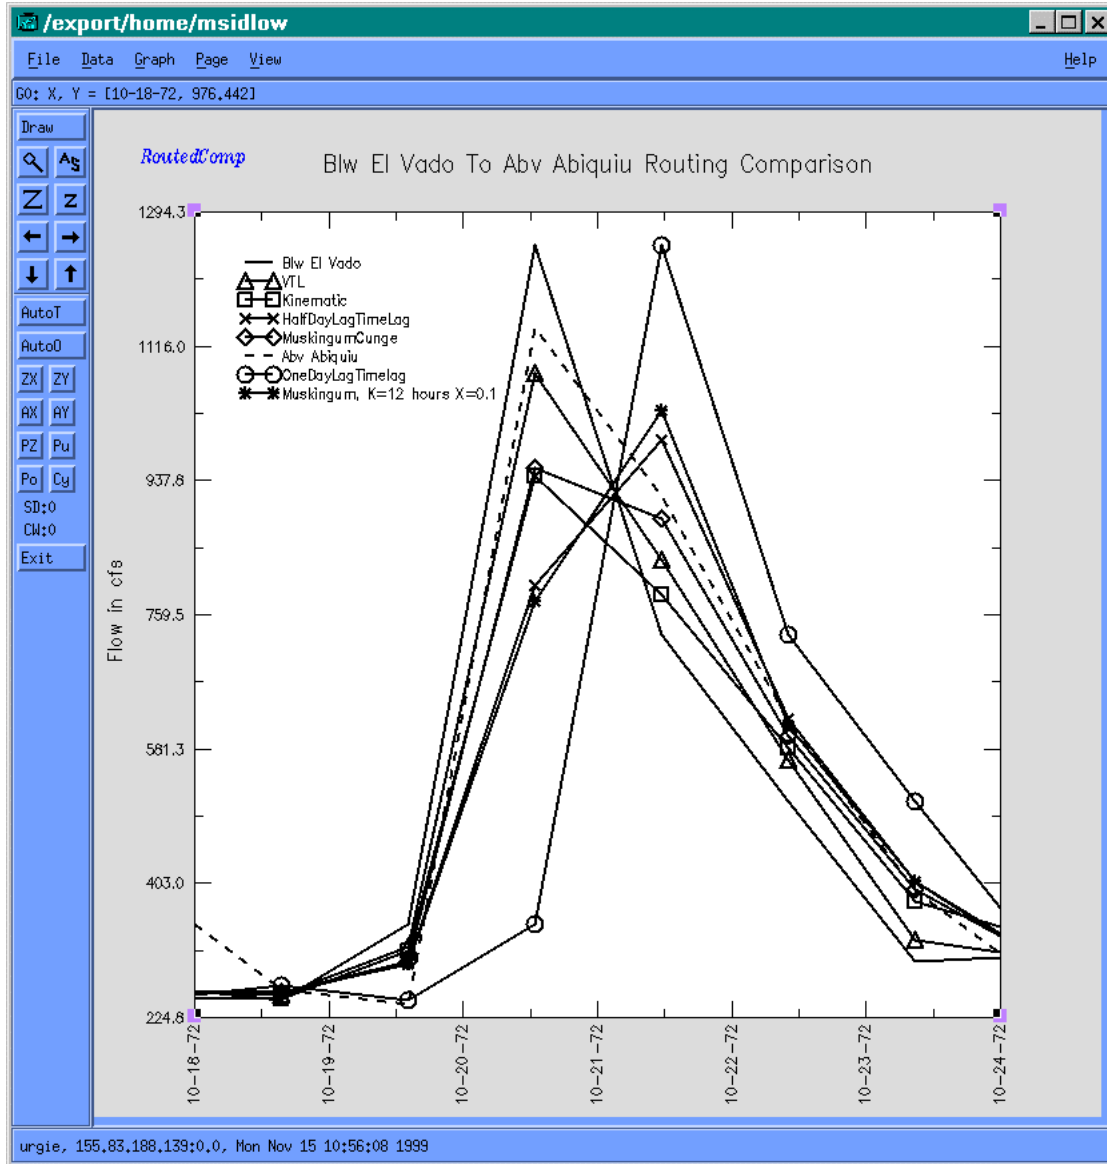 /export/home/msidlow
File Data Graph Page View Help
G0: X, Y = [10-18-72, 976.442]
Draw
A S
Z z
AutoT
AutoO
ZX ZY
AX AY
PZ Pu
Po Cy
SD:0
CW:0
Exit
RoutedComp
Blw El Vado To Abv Abiquiu Routing Comparison
1294.3
1116.0
937.8
759.5
581.3
403.0
224.8
Flow in cfs
Blw El Vado
VTL
Kinematic
HalfDayLagTimeLag
MuskingumCunge
Abv Abiquiu
OneDayLagTimelag
Muskingum, K=12 hours X=0.1
10-18-72
10-19-72
10-20-72
10-21-72
10-22-72
10-23-72
10-24-72
urgie, 155.83.188.139:0.0, Mon Nov 15 10:56:08 1999